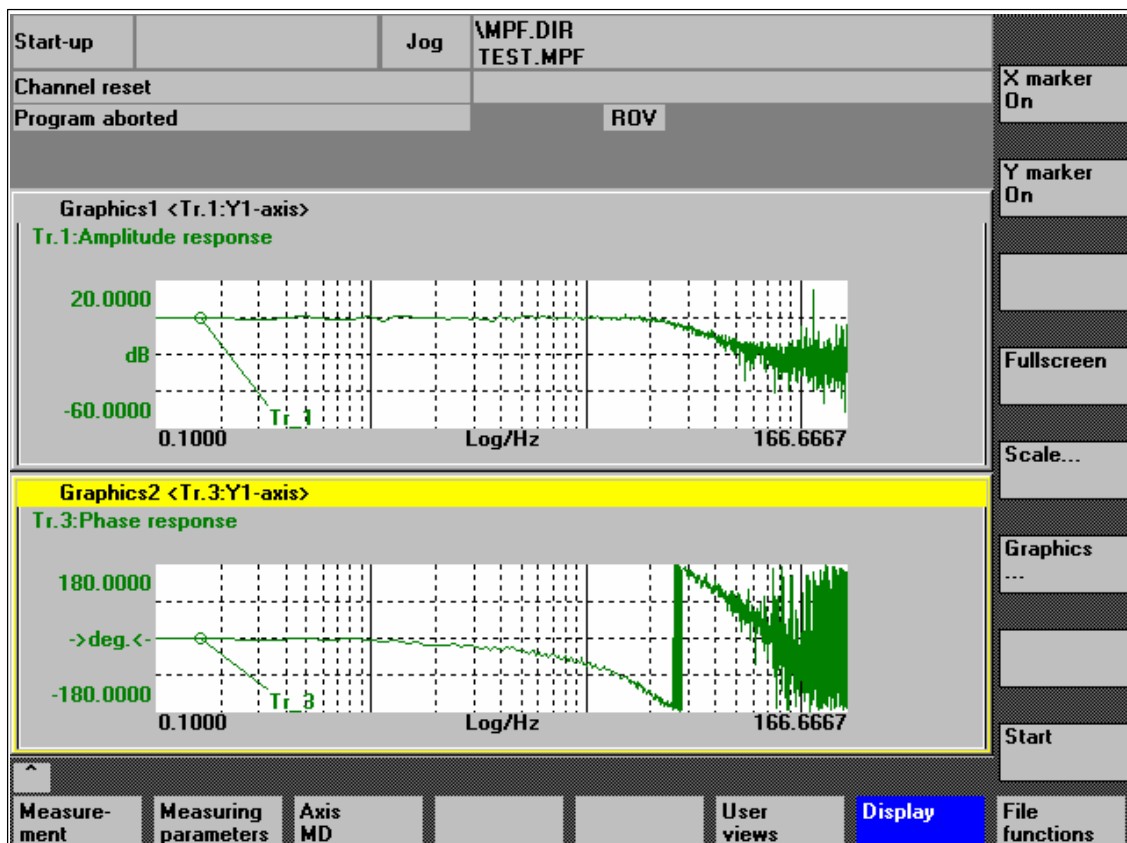 Start-up
Jog
\MPF.DIR
TEST.MPF
Channel reset
Program aborted
ROV
X marker
On
Y marker
On
Fullscreen
Scale...
Graphics
...
Start
Graphics1 <Tr.1:Y1-axis>
Tr.1:Amplitude response
20.0000
dB
-60.0000
Tr_1
0.1000
Log/Hz
166.6667
Graphics2 <Tr.3:Y1-axis>
Tr.3:Phase response
180.0000
->deg.<-
-180.0000
Tr_3
0.1000
Log/Hz
166.6667
^
Measure-
ment
Measuring
parameters
Axis
MD
User
views
Display
File
functions